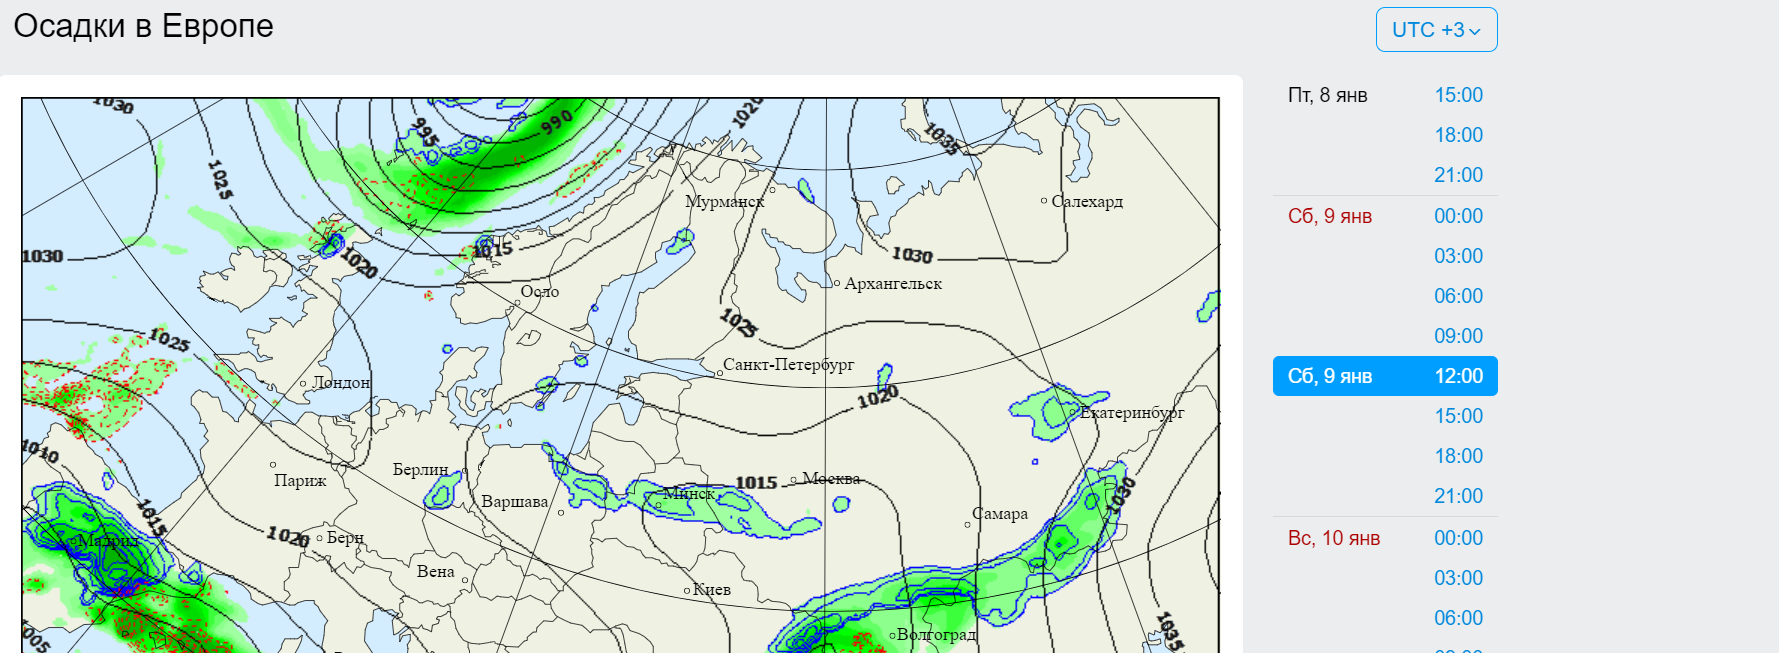 Осадки в Европе
UTC +3
Пт, 8 янв 15:00
18:00
21:00
Сб, 9 янв 00:00
03:00
06:00
09:00
Сб, 9 янв 12:00
15:00
18:00
21:00
Вс, 10 янв 00:00
03:00
06:00
1030
995
990
1020
1035
1025
Мурманск
Салехард
1030
1020
1015
1030
Осло
Архангельск
1025
1025
Санкт-Петербург
Лондон
1020
Екатеринбург
1010
Берлин
Париж
Варшава
Минск
1015
Москва
1030
1015
Самара
Мадрид
1020
Берн
Вена
Киев
1005
Волгоград
1035